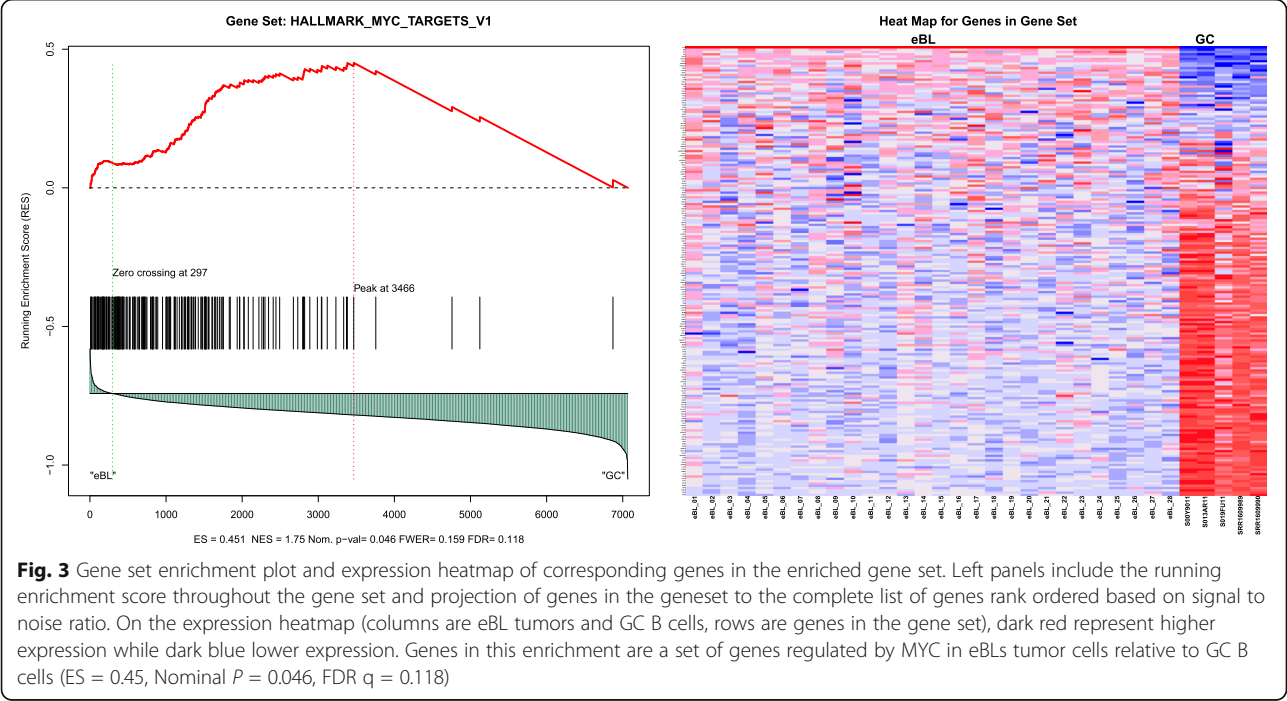 Gene Set: HALLMARK_MYC_TARGETS_V1
Running Enrichment Score (RES)
0.5
0.0
−0.5
−1.0
Zero crossing at 297
Peak at 3466
"eBL"
"GC"
0 1000 2000 3000 4000 5000 6000 7000
ES = 0.451 NES = 1.75 Nom. p−val= 0.046 FWER= 0.159 FDR= 0.118
Heat Map for Genes in Gene Set
eBL GC
eBL_01
eBL_02
eBL_03
eBL_04
eBL_05
eBL_06
eBL_07
eBL_08
eBL_09
eBL_10
eBL_11
eBL_12
eBL_13
eBL_14
eBL_15
eBL_16
eBL_17
eBL_18
eBL_19
eBL_20
eBL_21
eBL_22
eBL_23
eBL_24
eBL_25
eBL_26
eBL_27
eBL_28
S00Y9011
S013AR11
S019FU11
SRR1609989
SRR1609990
Fig. 3 Gene set enrichment plot and expression heatmap of corresponding genes in the enriched gene set. Left panels include the running
enrichment score throughout the gene set and projection of genes in the geneset to the complete list of genes rank ordered based on signal to
noise ratio. On the expression heatmap (columns are eBL tumors and GC B cells, rows are genes in the gene set), dark red represent higher
expression while dark blue lower expression. Genes in this enrichment are a set of genes regulated by MYC in eBLs tumor cells relative to GC B
cells (ES = 0.45, Nominal P = 0.046, FDR q = 0.118)